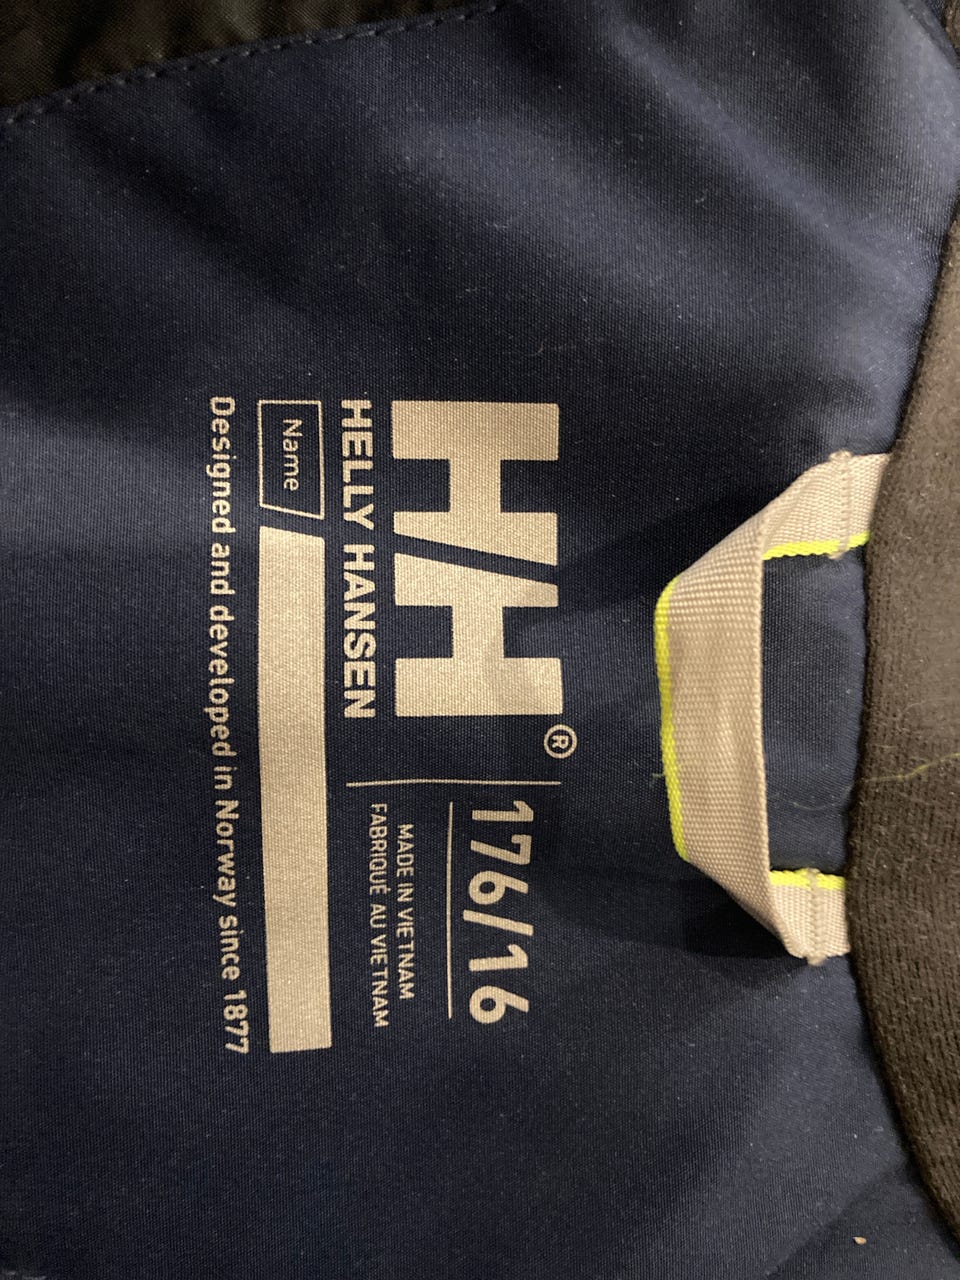 HH®
HELLY HANSEN
176/16
MADE IN VIETNAM
FABRIQUÉ AU VIETNAM
Name
Designed and developed in Norway since 1877